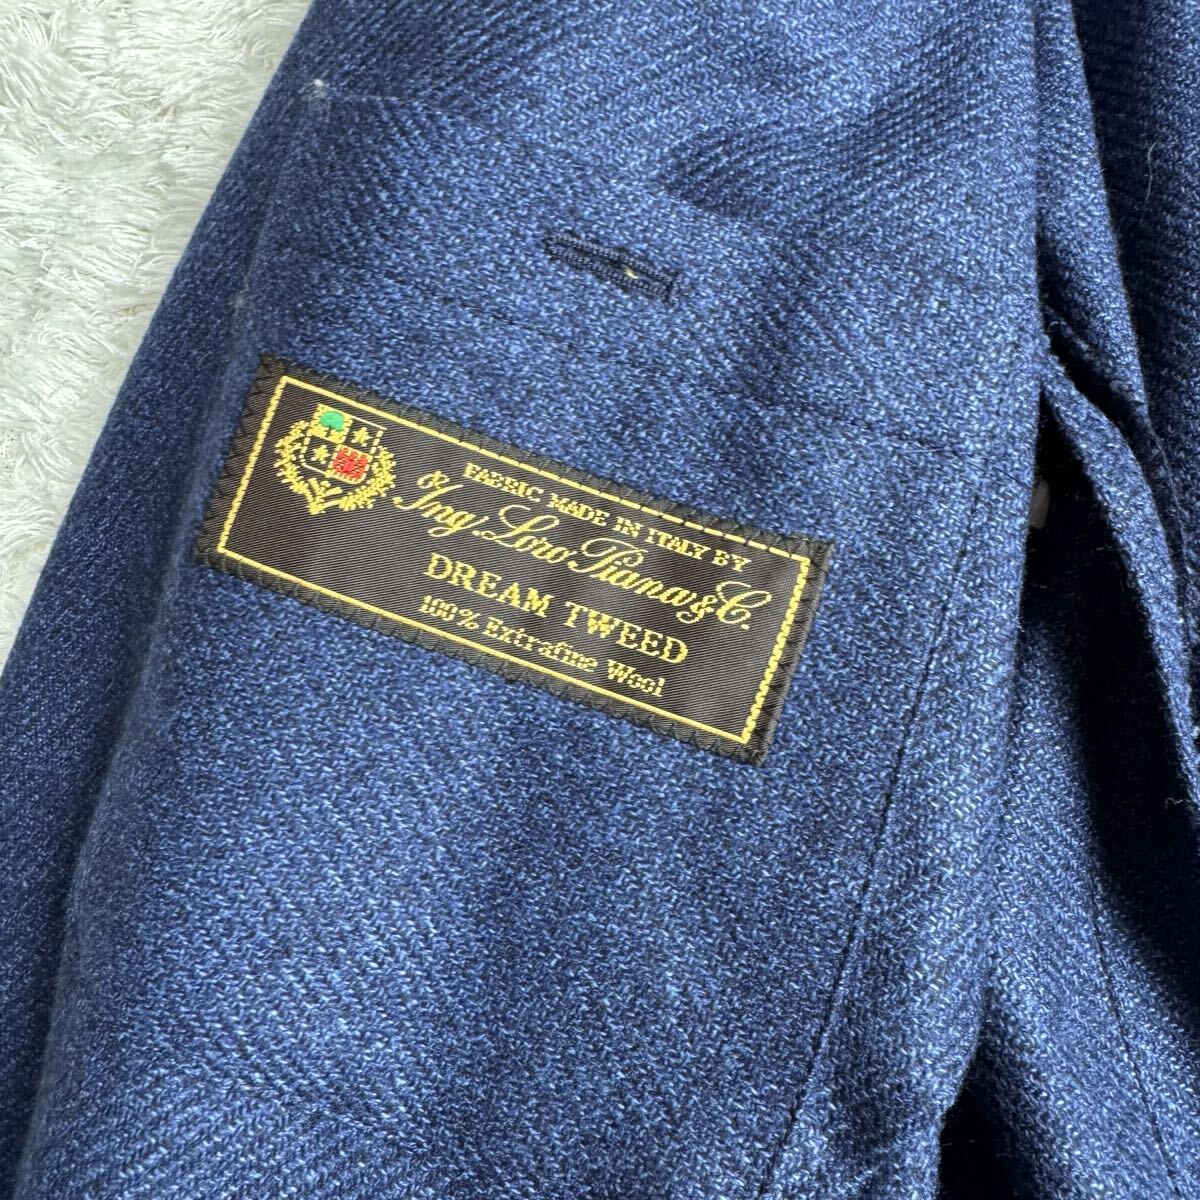 FABRIC MADE IN ITALY BY
Ing. Loro Piana & C.
DREAM TWEED
100% Extrafine Wool